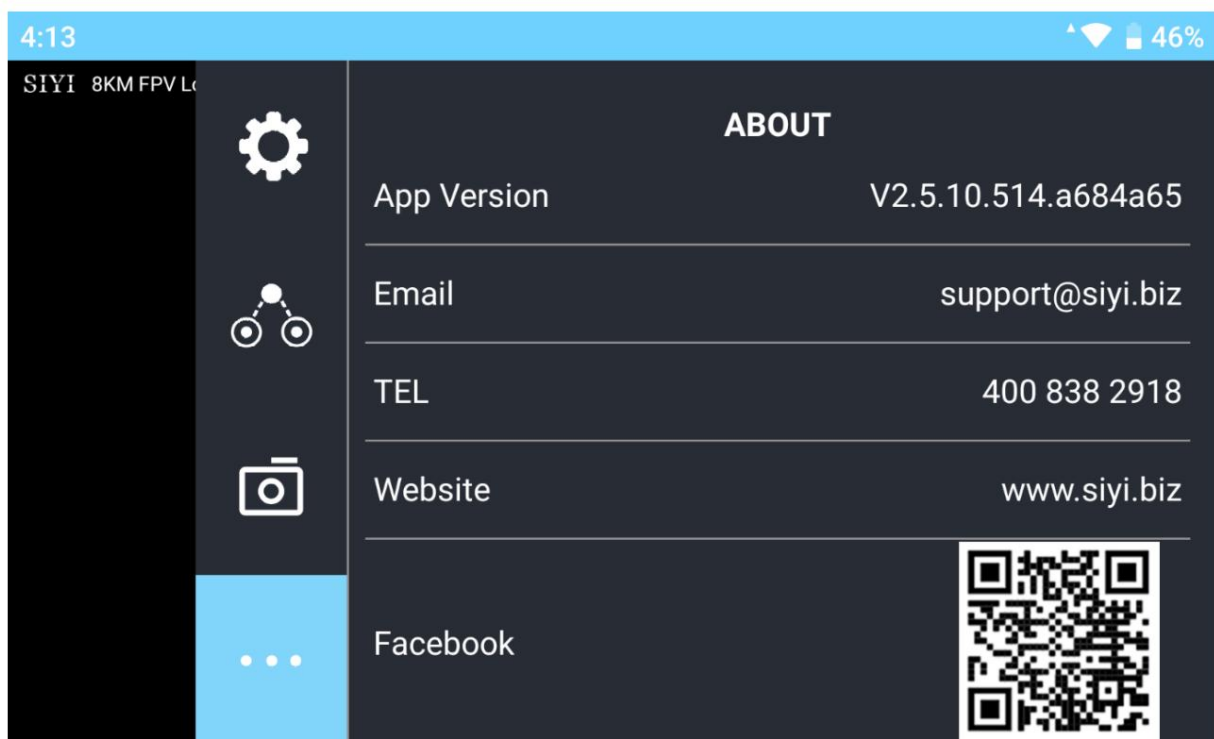 4:13 46%
SIYI 8KM FPV
ABOUT
App Version V2.5.10.514.a684a65
Email support@siyi.biz
TEL 400 838 2918
Website www.siyi.biz
Facebook